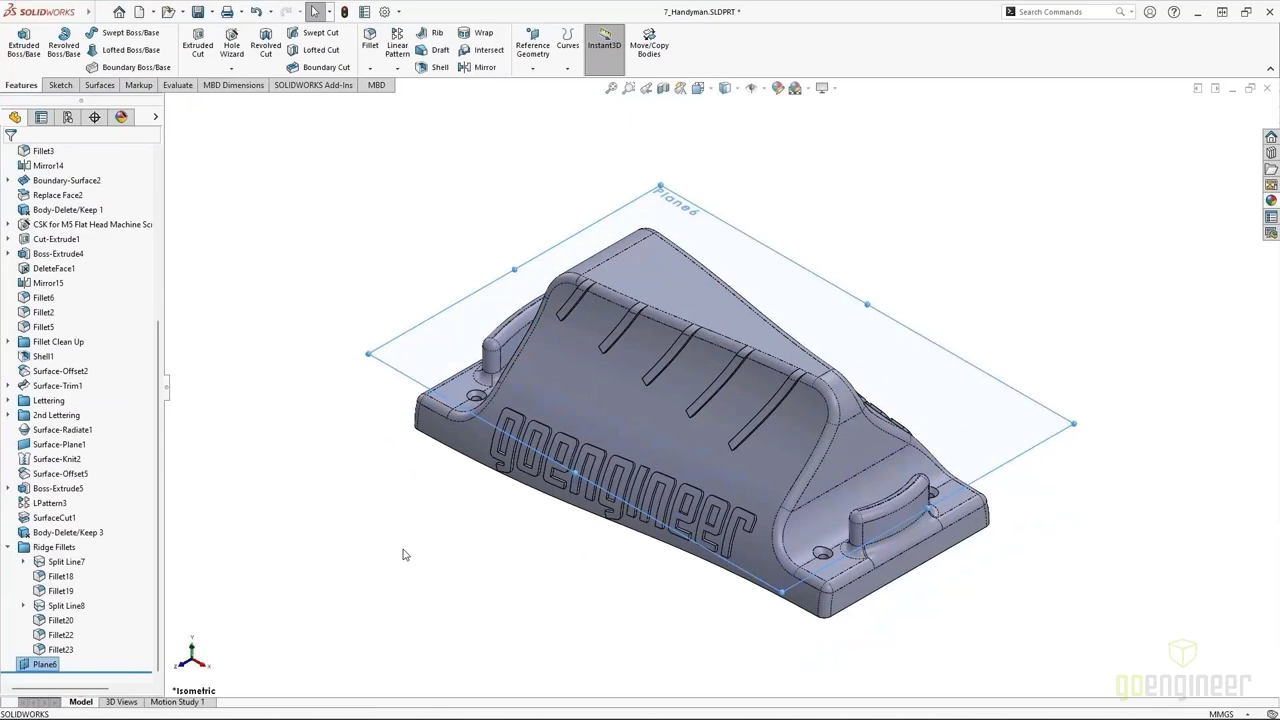 SOLIDWORKS
7_Handyman.SLDPRT *
Search Commands
Extruded Boss/Base
Revolved Boss/Base
Swept Boss/Base
Lofted Boss/Base
Boundary Boss/Base
Extruded Cut
Hole Wizard
Revolved Cut
Swept Cut
Lofted Cut
Boundary Cut
Fillet
Linear Pattern
Rib
Draft
Shell
Wrap
Intersect
Mirror
Reference Geometry
Curves
Instant3D
Move/Copy Bodies
Features
Sketch
Surfaces
Markup
Evaluate
MBD Dimensions
SOLIDWORKS Add-Ins
MBD
Fillet3
Mirror14
Boundary-Surface2
Replace Face2
Body-Delete/Keep 1
CSK for M5 Flat Head Machine Scr
Cut-Extrude1
Boss-Extrude4
DeleteFace1
Mirror15
Fillet6
Fillet2
Fillet5
Fillet Clean Up
Shell1
Surface-Offset2
Surface-Trim1
Lettering
2nd Lettering
Surface-Radiate1
Surface-Plane1
Surface-Knit2
Surface-Offset5
Boss-Extrude5
LPattern3
SurfaceCut1
Body-Delete/Keep 3
Ridge Fillets
Split Line7
Fillet18
Fillet19
Split Line8
Fillet20
Fillet22
Fillet23
Plane6
Plane6
goengineer
Y
Z
X
*Isometric
goengineer
Model
3D Views
Motion Study 1
SOLIDWORKS
MMGS